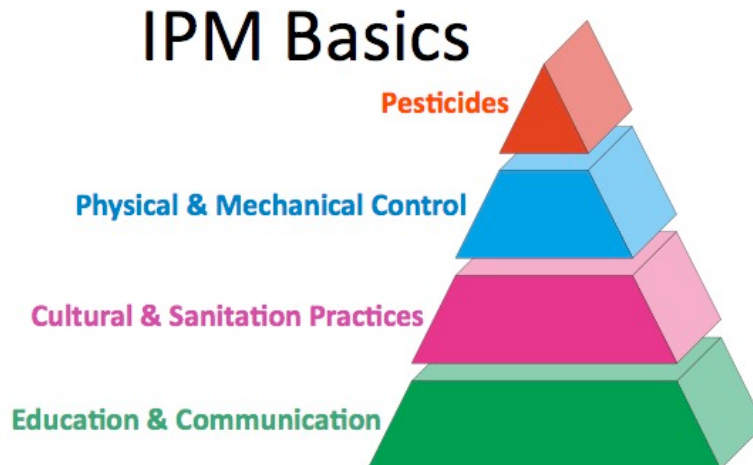 IPM Basics
Pesticides
Physical & Mechanical Control
Cultural & Sanitation Practices
Education & Communication